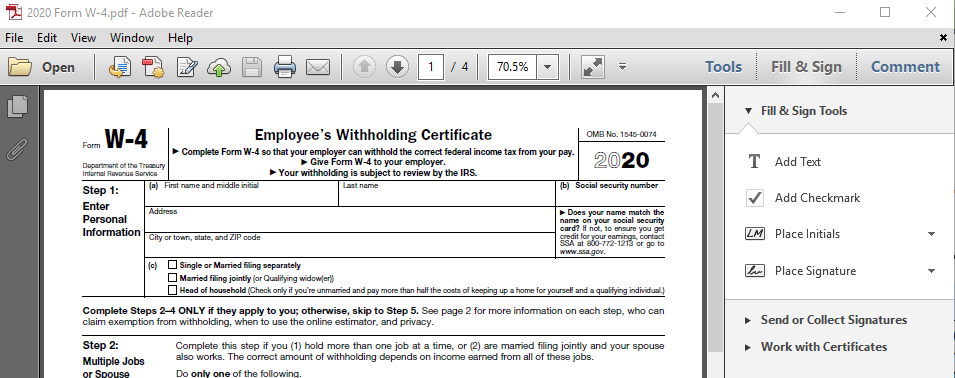 2020 Form W-4.pdf - Adobe Reader
File Edit View Window Help
Open 1 / 4 70.5% Tools Fill & Sign Comment
Form W-4
Department of the Treasury
Internal Revenue Service
Employee's Withholding Certificate
▶ Complete Form W-4 so that your employer can withhold the correct federal income tax from your pay.
▶ Give Form W-4 to your employer.
▶ Your withholding is subject to review by the IRS.
OMB No. 1545-0074
2020
Step 1:
Enter
Personal
Information
(a) First name and middle initial
Last name
(b) Social security number
Address
City or town, state, and ZIP code
▶ Does your name match the
name on your social security
card? If not, to ensure you get
credit for your earnings, contact
SSA at 800-772-1213 or go to
www.ssa.gov.
(c) Single or Married filing separately
Married filing jointly (or Qualifying widow(er))
Head of household (Check only if you're unmarried and pay more than half the costs of keeping up a home for yourself and a qualifying individual.)
Complete Steps 2–4 ONLY if they apply to you; otherwise, skip to Step 5. See page 2 for more information on each step, who can
claim exemption from withholding, when to use the online estimator, and privacy.
Step 2:
Multiple Jobs
or Spouse
Complete this step if you (1) hold more than one job at a time, or (2) are married filing jointly and your spouse
also works. The correct amount of withholding depends on income earned from all of these jobs.
Do only one of the following.
Fill & Sign Tools
T Add Text
Add Checkmark
LM Place Initials
Place Signature
Send or Collect Signatures
Work with Certificates